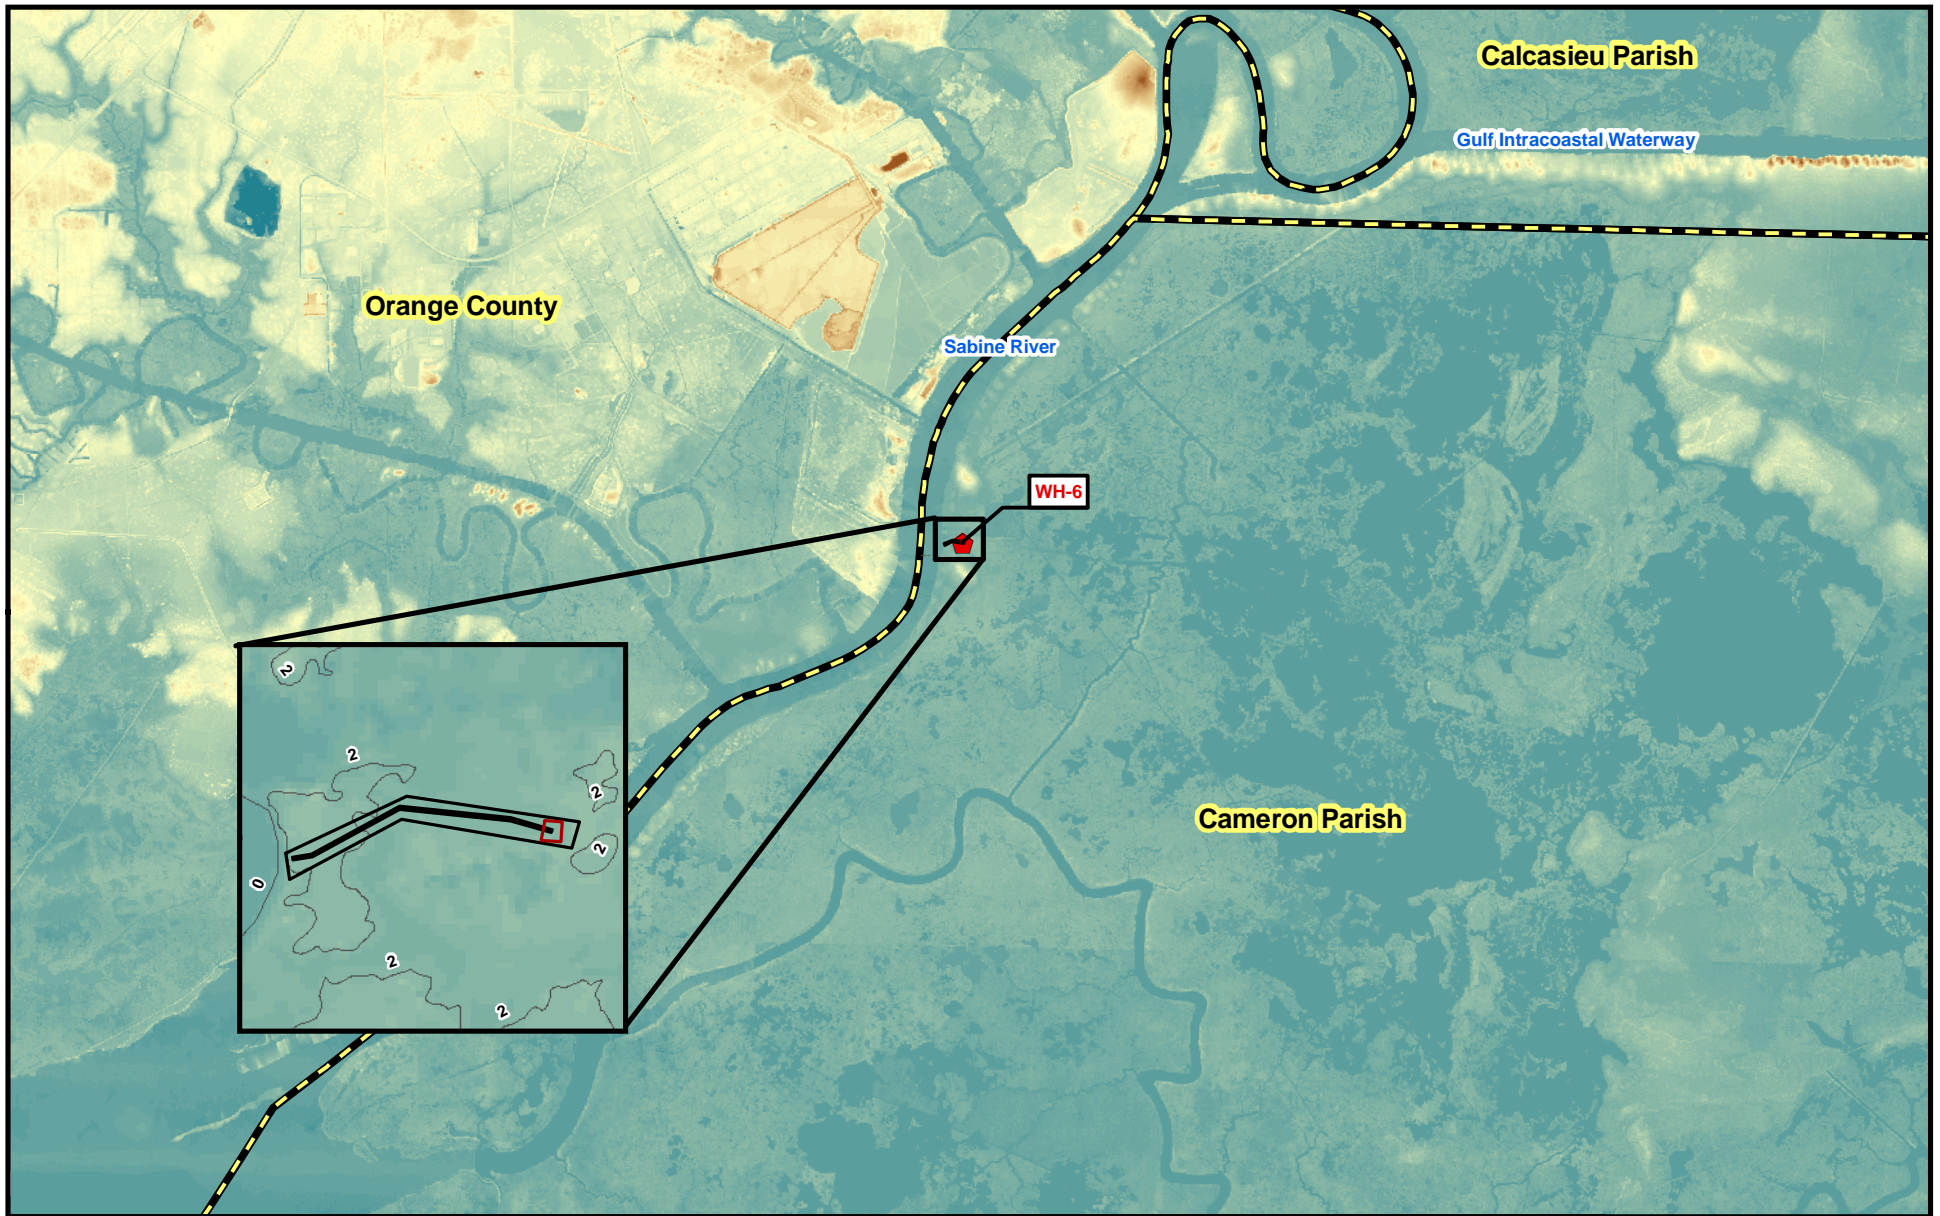 Calcasieu Parish
Gulf Intracoastal Waterway
Orange County
Sabine River
WH-6
2
2
2
Cameron Parish
2
0
2
2